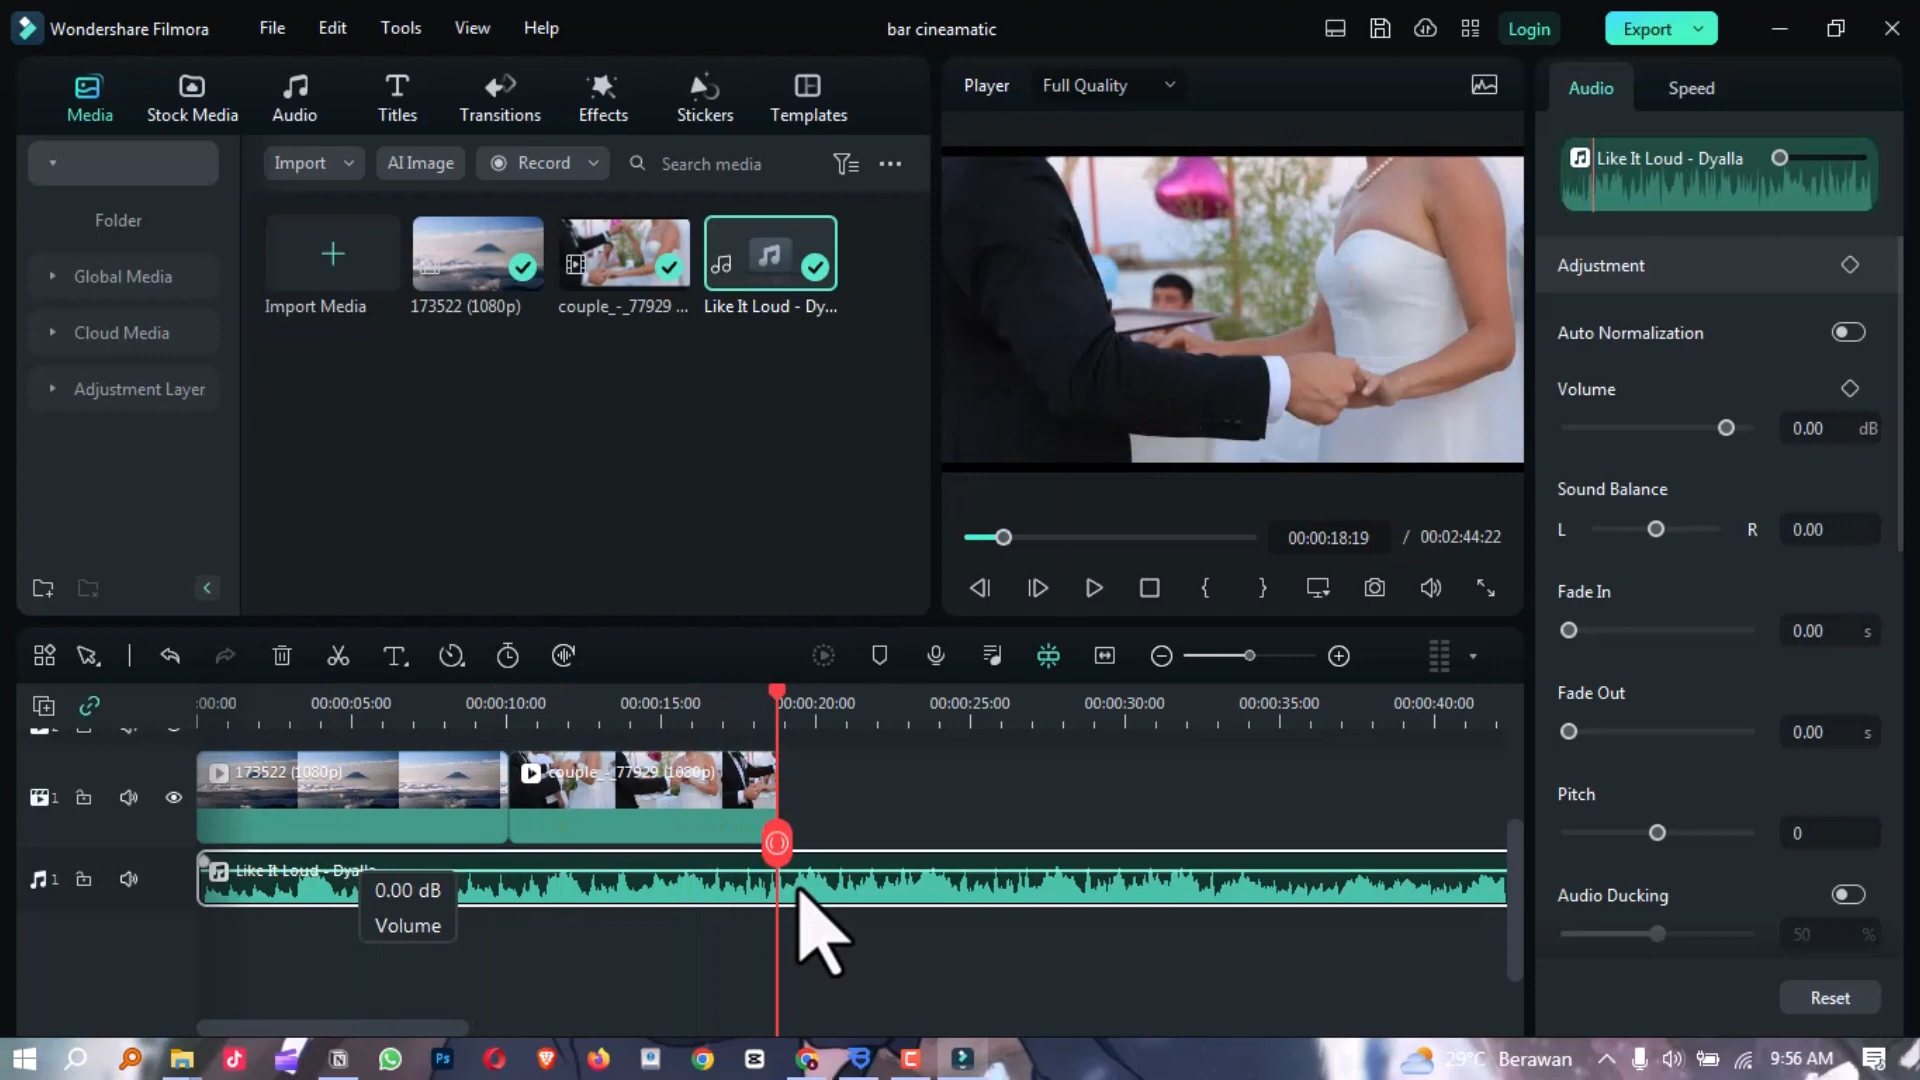 Wondershare Filmora
File
Edit
Tools
View
Help
bar cineamatic
Login
Export
Media
Stock Media
Audio
Titles
Transitions
Effects
Stickers
Templates
Player
Full Quality
Audio
Speed
Import
AI Image
Record
Search media
Folder
Global Media
Cloud Media
Adjustment Layer
Import Media
173522 (1080p)
couple_-_77929 ...
Like It Loud - Dy...
Like It Loud - Dyalla
Adjustment
Auto Normalization
Volume
0.00 dB
Sound Balance
L
R
0.00
Fade In
0.00 s
Fade Out
0.00 s
Pitch
0
Audio Ducking
50 %
Reset
00:00:18:19 / 00:02:44:22
:00:00
00:00:05:00
00:00:10:00
00:00:15:00
00:00:20:00
00:00:25:00
00:00:30:00
00:00:35:00
00:00:40:00
173522 (1080p)
couple_-_77929 (1080p)
1
Like It Loud - Dyalla
1
0.00 dB
Volume
Ps
29°C Berawan
9:56 AM